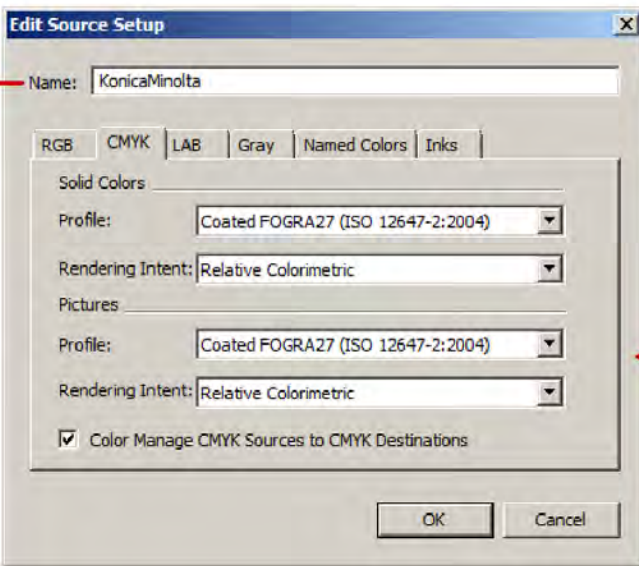 Edit Source Setup
Name: KonicaMinolta
RGB CMYK LAB Gray Named Colors Inks
Solid Colors
Profile: Coated FOGRA27 (ISO 12647-2:2004)
Rendering Intent: Relative Colorimetric
Pictures
Profile: Coated FOGRA27 (ISO 12647-2:2004)
Rendering Intent: Relative Colorimetric
Color Manage CMYK Sources to CMYK Destinations
OK Cancel